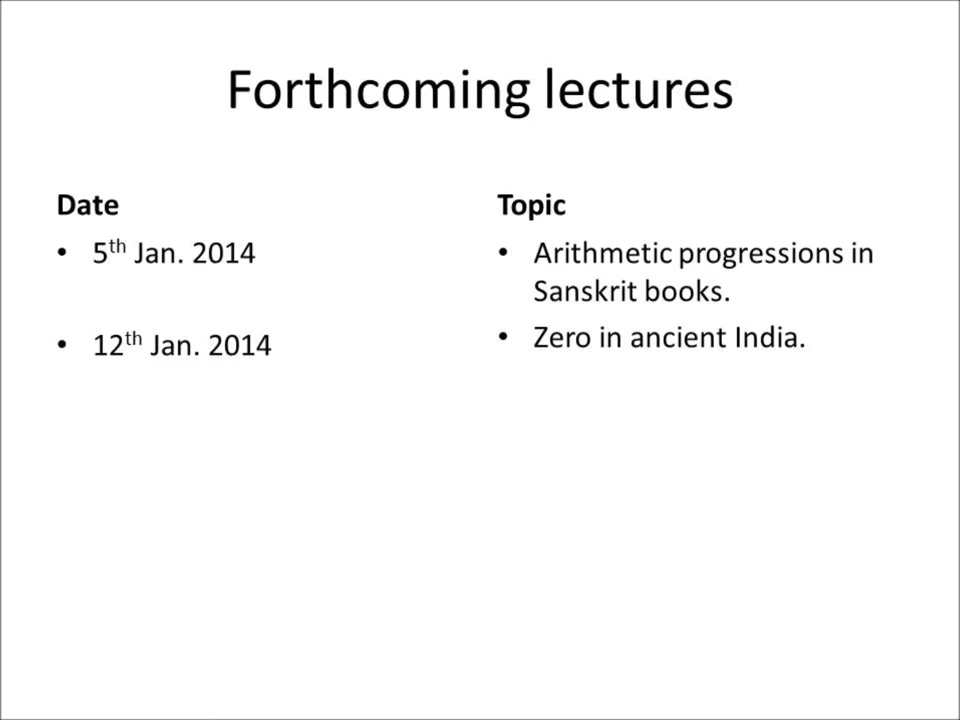 Forthcoming lectures
Date
• 5th Jan. 2014
• 12th Jan. 2014
Topic
• Arithmetic progressions in
Sanskrit books.
• Zero in ancient India.